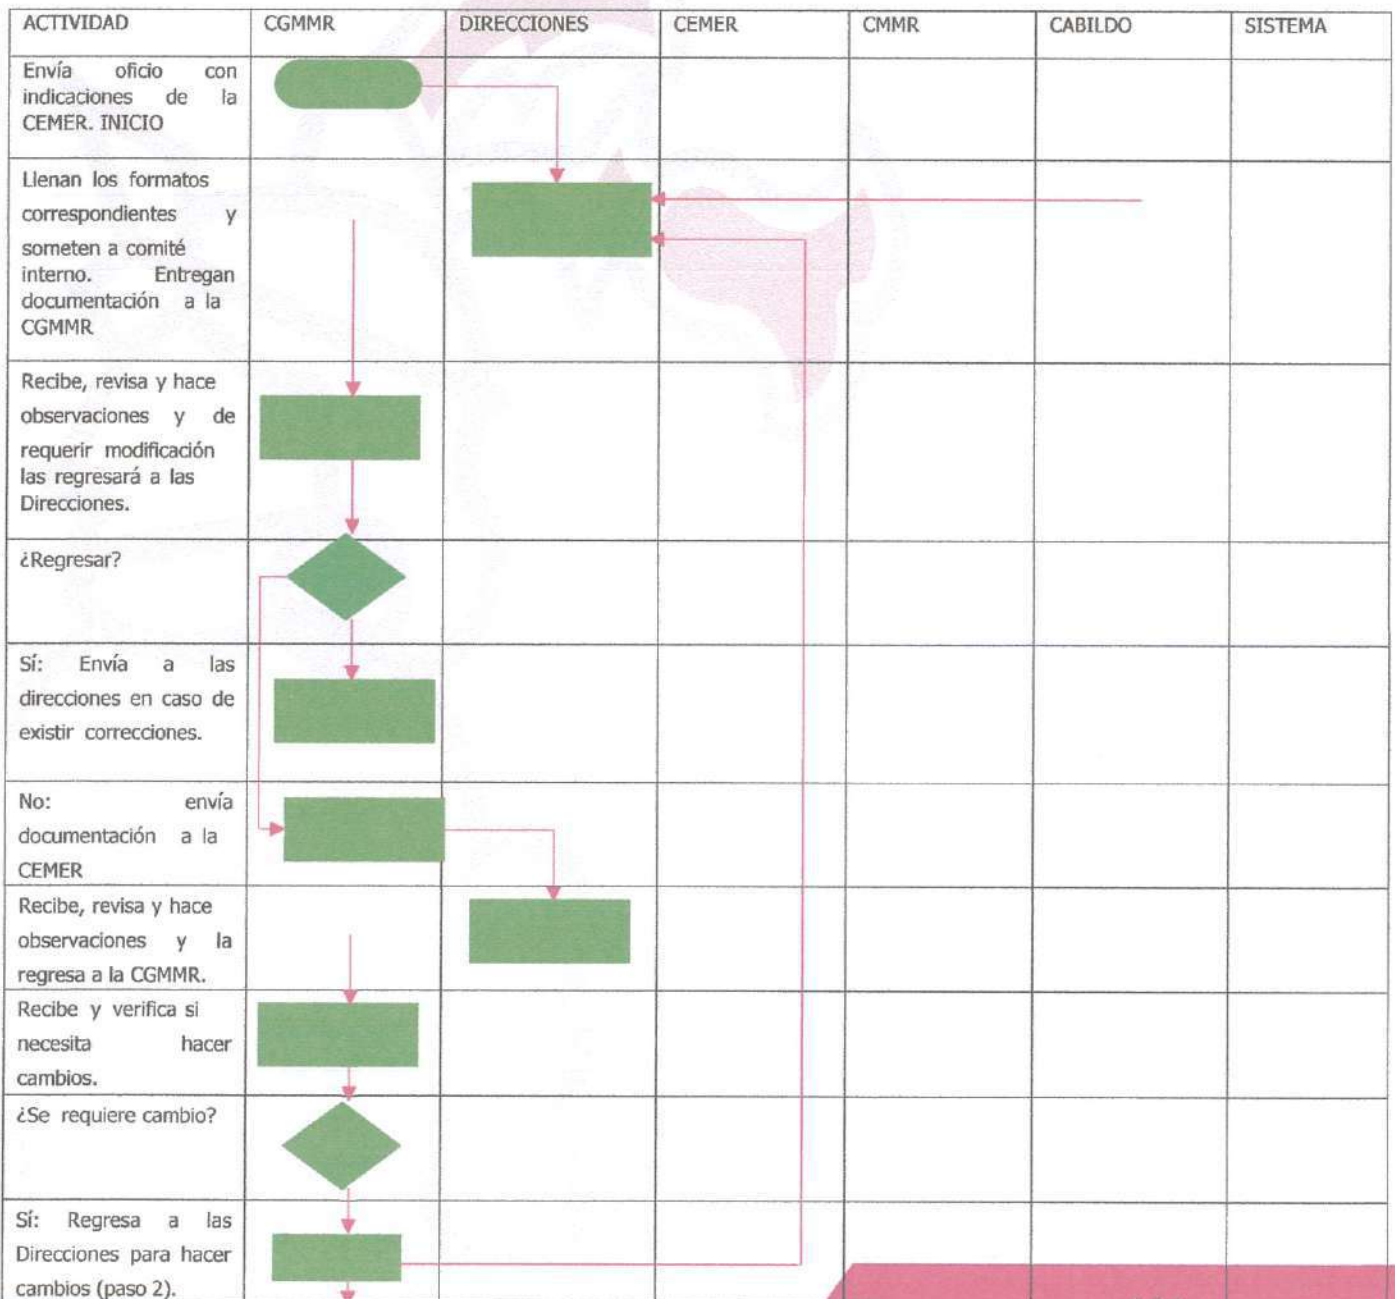 ACTIVIDAD CGMMR DIRECCIONES CEMER CMMR CABILDO SISTEMA
Envía oficio con
indicaciones de la
CEMER. INICIO
Llenan los formatos
correspondientes y
someten a comité
interno. Entregan
documentación a la
CGMMR
Recibe, revisa y hace
observaciones y de
requerir modificación
las regresará a las
Direcciones.
¿Regresar?
Sí: Envía a las
direcciones en caso de
existir correcciones.
No: envía
documentación a la
CEMER
Recibe, revisa y hace
observaciones y la
regresa a la CGMMR.
Recibe y verifica si
necesita hacer
cambios.
¿Se requiere cambio?
Sí: Regresa a las
Direcciones para hacer
cambios (paso 2).